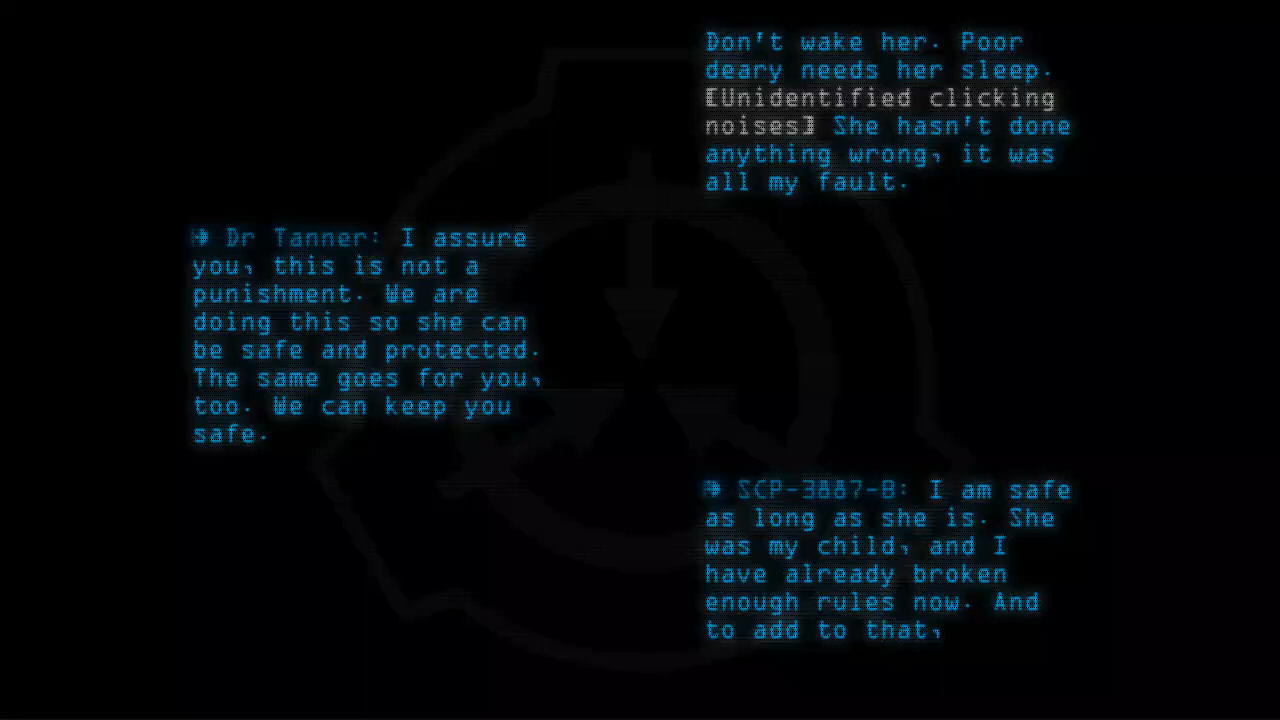 Don't wake her. Poor
deary needs her sleep.
[Unidentified clicking
noises] She hasn't done
anything wrong, it was
all my fault.
Dr Tanner: I assure
you, this is not a
punishment. We are
doing this so she can
be safe and protected.
The same goes for you,
too. We can keep you
safe.
SCP-3887-B: I am safe
as long as she is. She
was my child, and I
have already broken
enough rules now. And
to add to that,